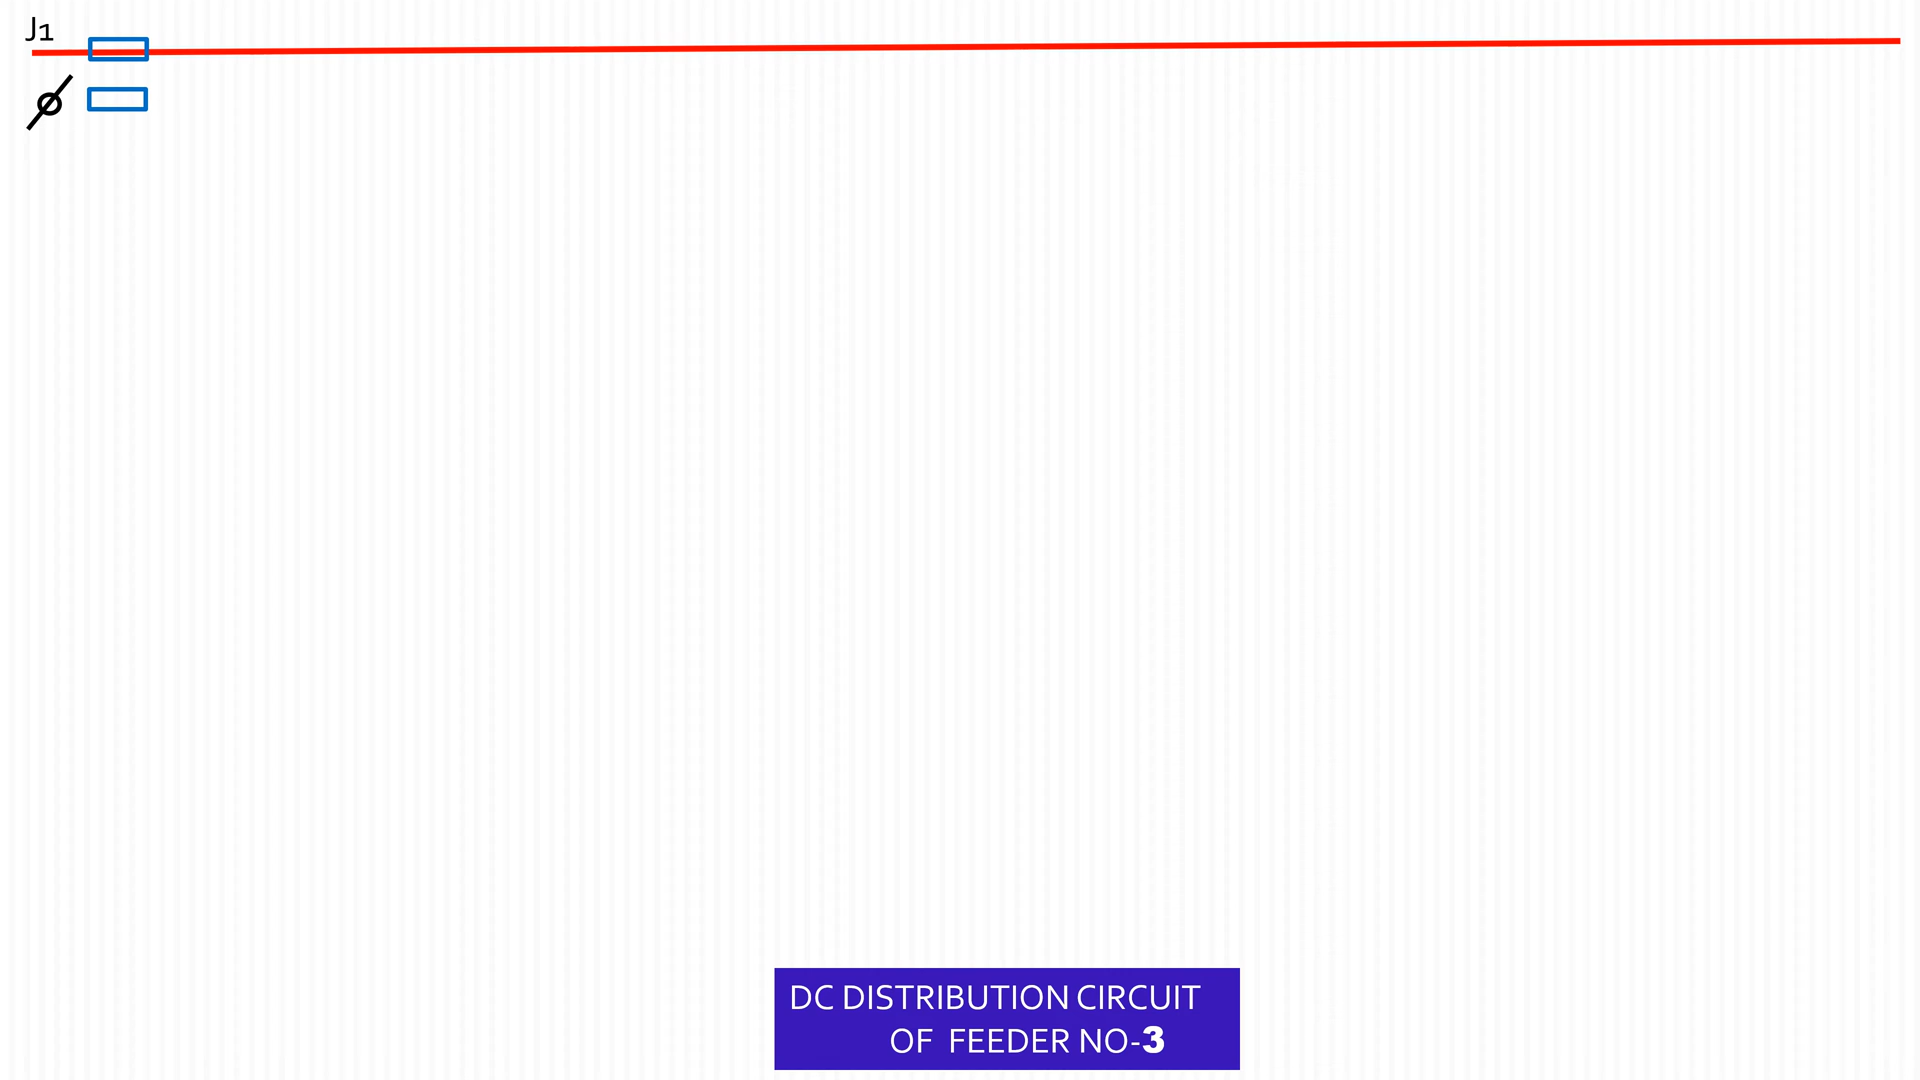 J1
DC DISTRIBUTION CIRCUIT
OF FEEDER NO-3